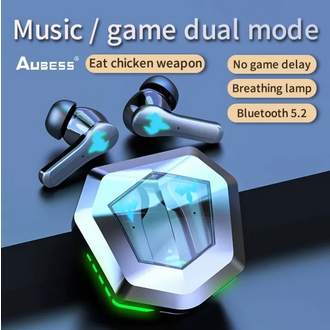 Music / game dual mode
AUBESS®
Eat chicken weapon
No game delay
Breathing lamp
Bluetooth 5.2